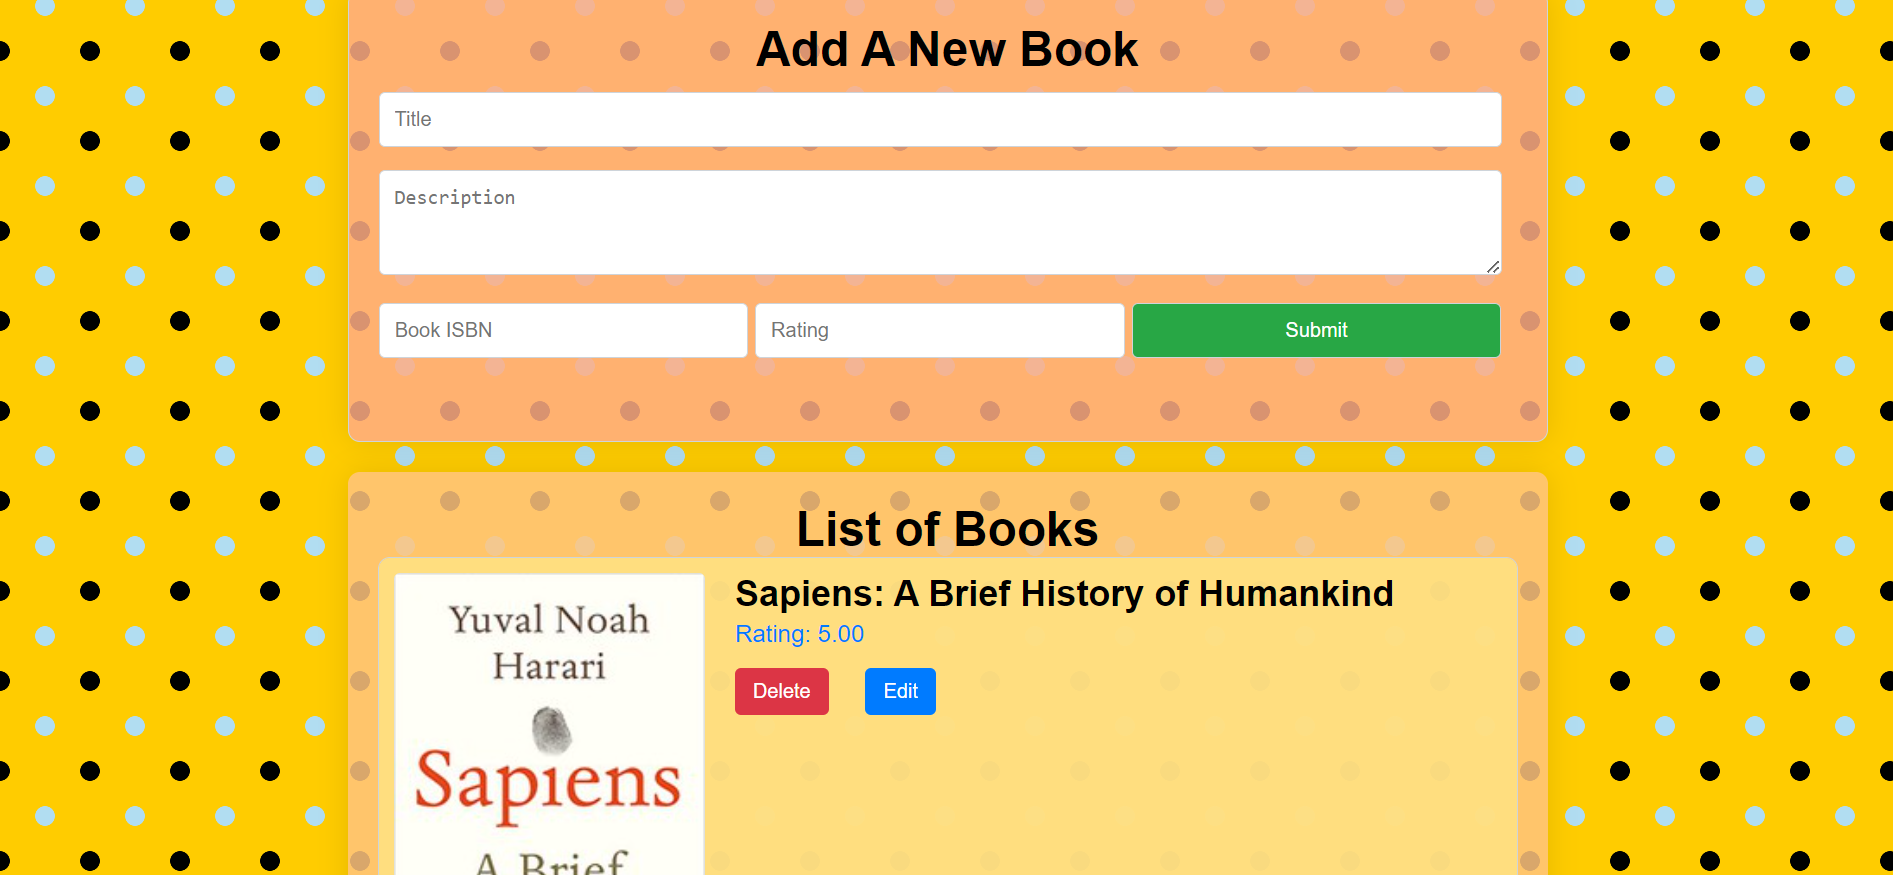 Add A New Book
Title
Description
Book ISBN Rating Submit
List of Books
Yuval Noah
Harari
Sapiens
A Brief
Sapiens: A Brief History of Humankind
Rating: 5.00
Delete Edit